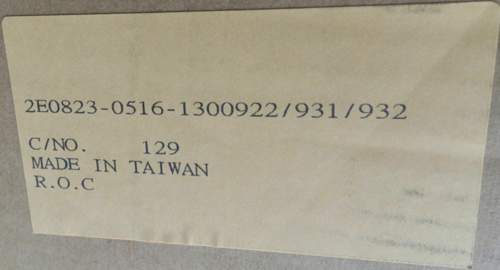 2E0823-0516-1300922/931/932
C/NO. 129
MADE IN TAIWAN
R.O.C